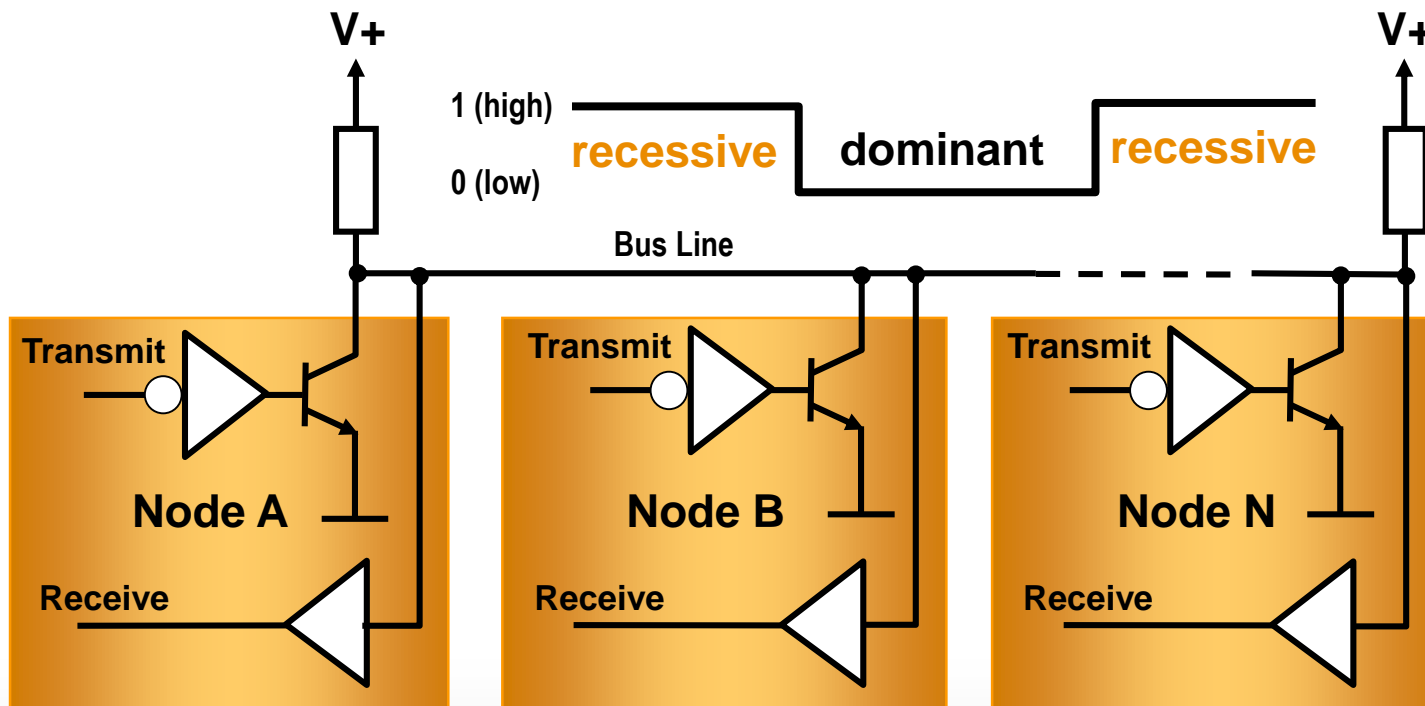 V+
V+
1 (high)
recessive
dominant
recessive
0 (low)
Bus Line
Transmit
Transmit
Transmit
Node A
Node B
Node N
Receive
Receive
Receive